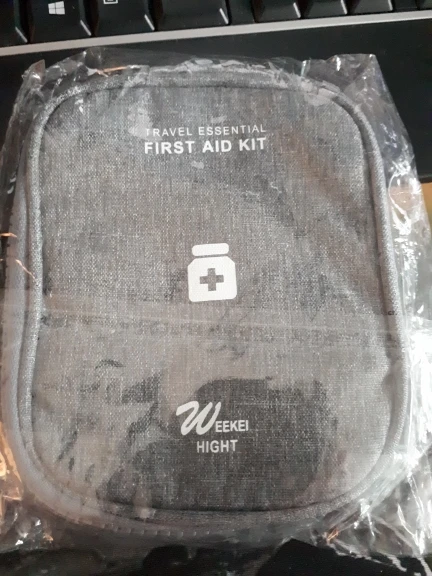 TRAVEL ESSENTIAL
FIRST AID KIT
WEEKEI
HIGHT